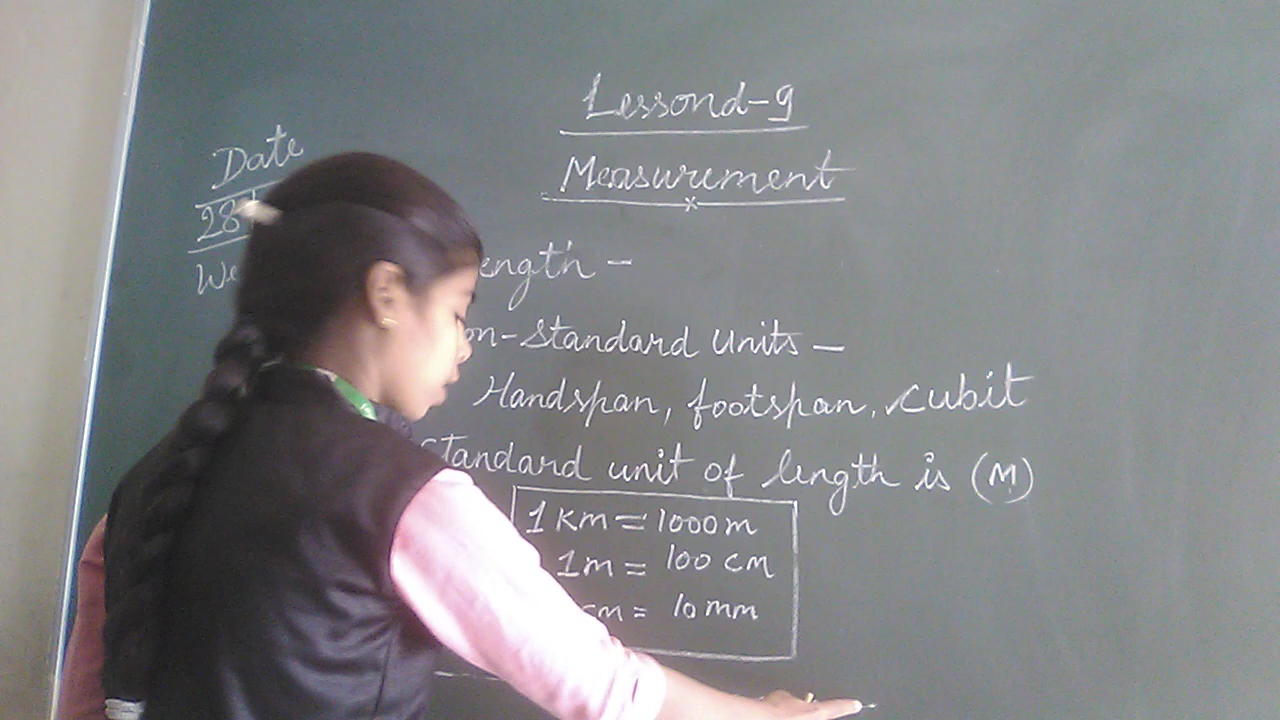 Lessond-9
Measurement
Date
28
ength -
on-Standard Units -
Handspan, footspan, cubit
Standard unit of length is (M)
1 Km = 1000 m
1m = 100 cm
cm = 10 mm